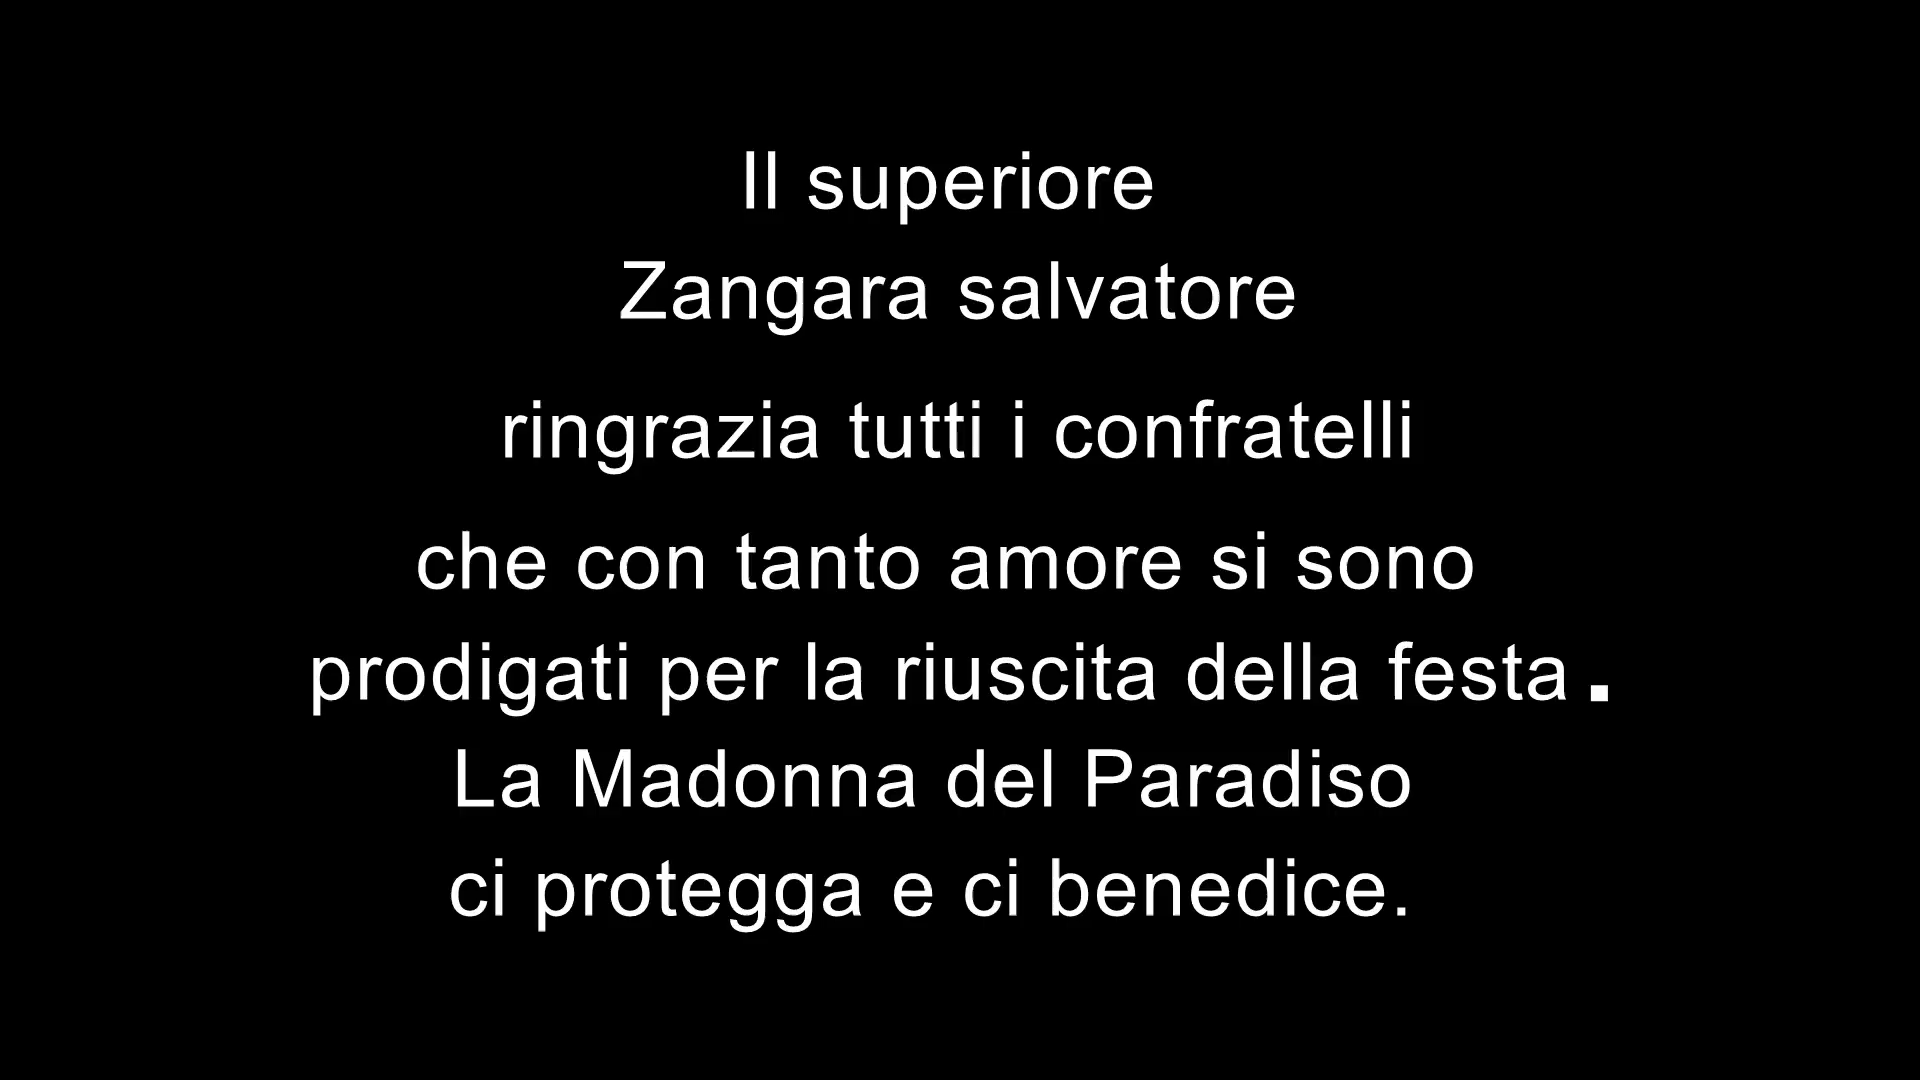 Il superiore
Zangara salvatore
ringrazia tutti i confratelli
che con tanto amore si sono
prodigati per la riuscita della festa.
La Madonna del Paradiso
ci protegga e ci benedice.